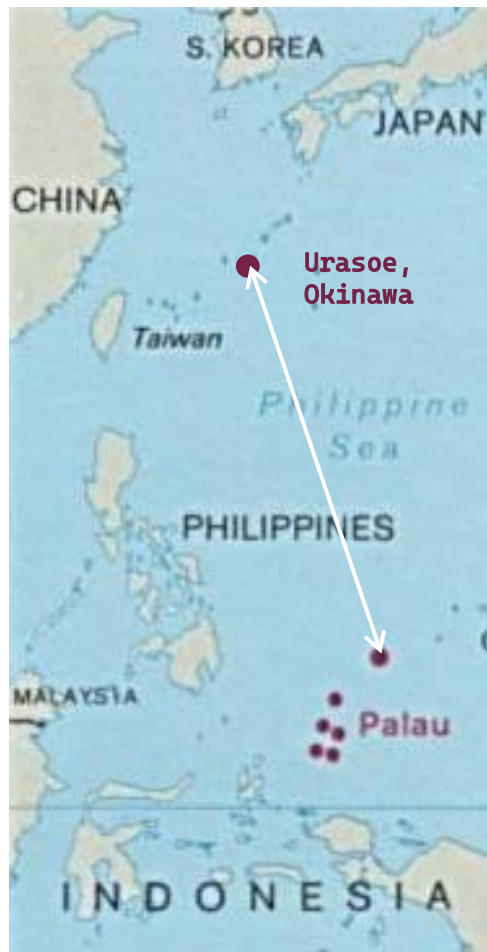 S. KOREA
JAPAN
CHINA
Urasoe,
Okinawa
Taiwan
Philippine
Sea
PHILIPPINES
MALAYSIA
Palau
INDONESIA